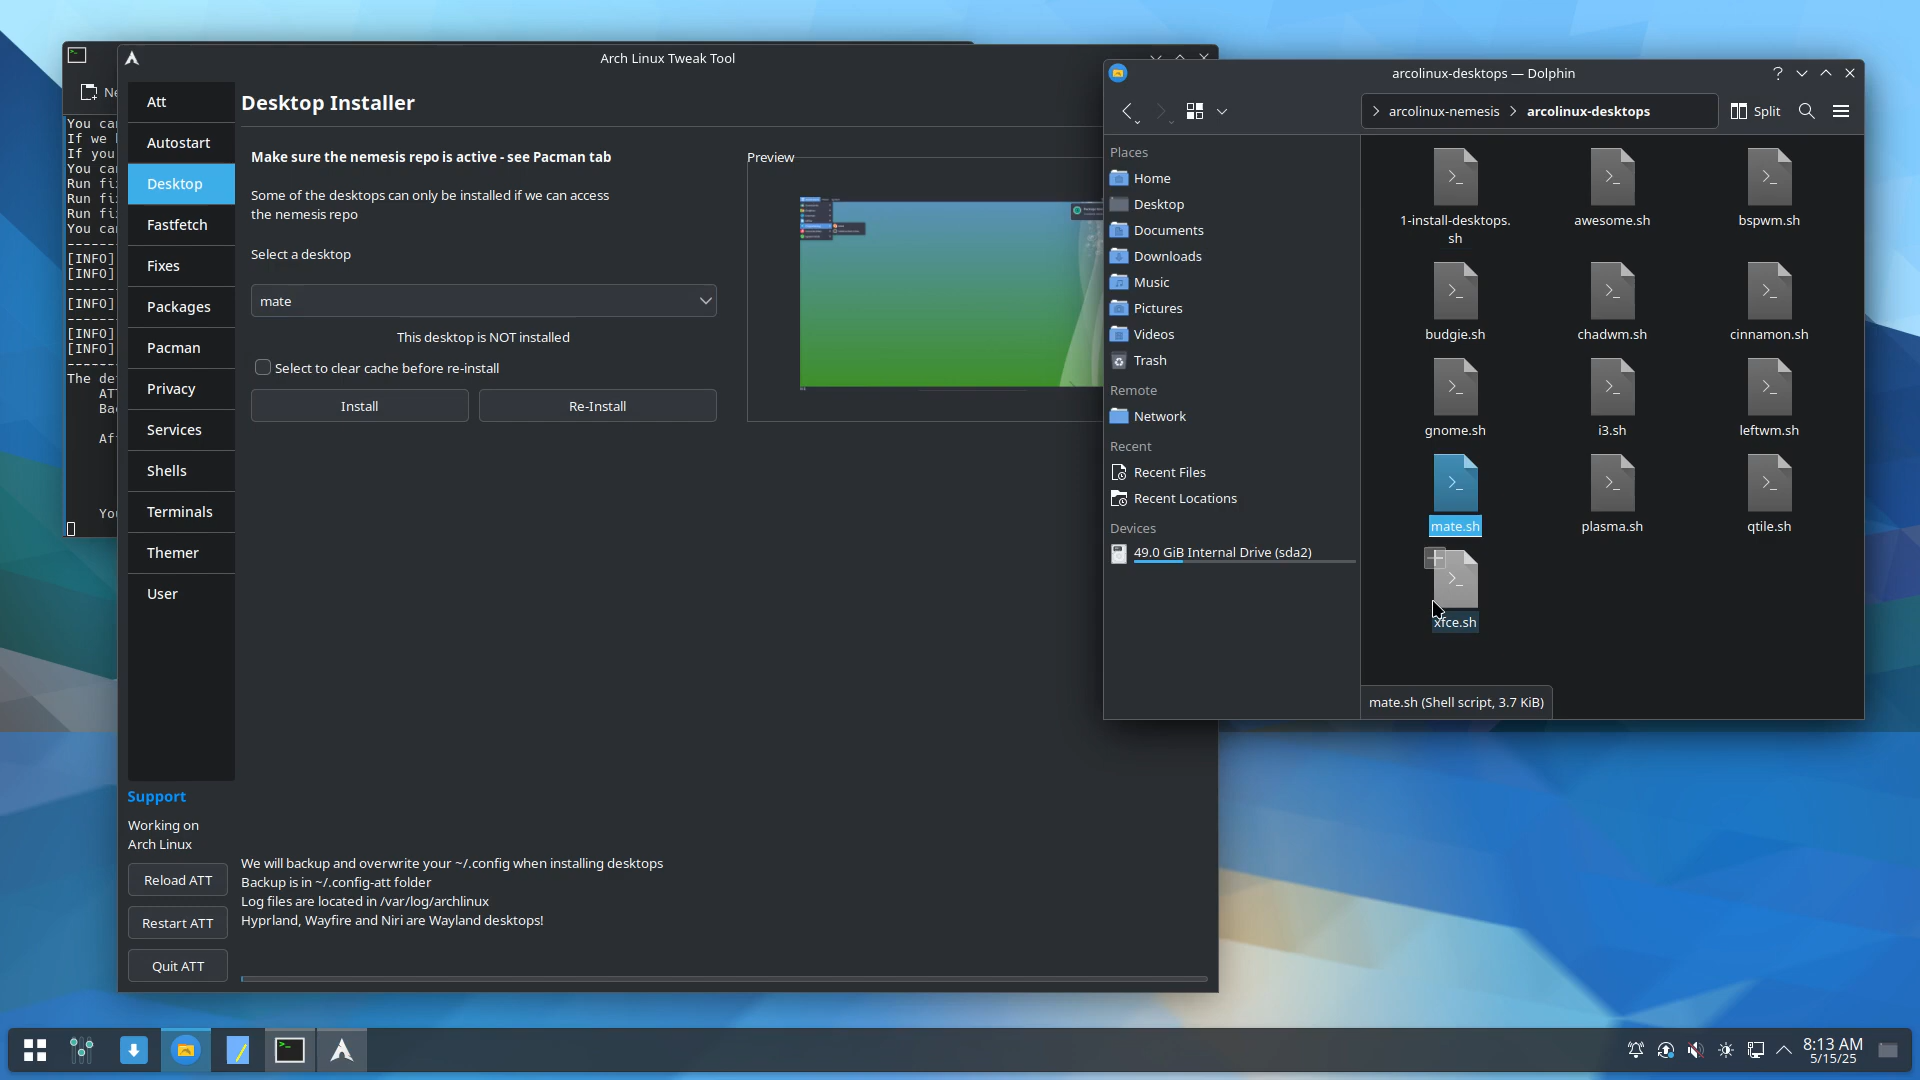 Ne
You can
If we
If you
You can
Run fi
Run fi
Run fi
You can
[INFO]
[INFO]
[INFO]
[INFO]
[INFO]
The de
AT
Ba
Af
Yo
Arch Linux Tweak Tool
Att
Autostart
Desktop
Fastfetch
Fixes
Packages
Pacman
Privacy
Services
Shells
Terminals
Themer
User
Support
Working on
Arch Linux
Reload ATT
Restart ATT
Quit ATT
Desktop Installer
Make sure the nemesis repo is active - see Pacman tab
Some of the desktops can only be installed if we can access
the nemesis repo
Select a desktop
mate
This desktop is NOT installed
Select to clear cache before re-install
Install
Re-Install
Preview
We will backup and overwrite your ~/.config when installing desktops
Backup is in ~/.config-att folder
Log files are located in /var/log/archlinux
Hyprland, Wayfire and Niri are Wayland desktops!
arcolinux-desktops — Dolphin
arcolinux-nemesis
arcolinux-desktops
Split
Places
Home
Desktop
Documents
Downloads
Music
Pictures
Videos
Trash
Remote
Network
Recent
Recent Files
Recent Locations
Devices
49.0 GiB Internal Drive (sda2)
1-install-desktops.
sh
awesome.sh
bspwm.sh
budgie.sh
chadwm.sh
cinnamon.sh
gnome.sh
i3.sh
leftwm.sh
mate.sh
plasma.sh
qtile.sh
xfce.sh
mate.sh (Shell script, 3.7 KiB)
8:13 AM
5/15/25